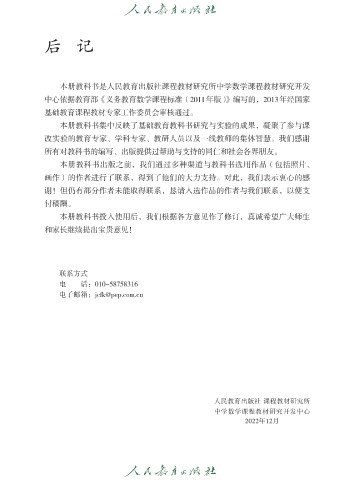 人民教育出版社
后 记
本册教科书是人民教育出版社课程教材研究所中学数学课程教材研究开发
中心依据教育部《义务教育数学课程标准（2011年版）》编写的，2013年经国家
基础教育课程教材专家工作委员会审核通过。
本册教科书集中反映了基础教育教科书研究与实验的成果，凝聚了参与课
改实验的教育专家、学科专家、教研人员以及一线教师的集体智慧。我们感谢
所有对教科书的编写、出版提供过帮助与支持的同仁和社会各界朋友。
本册教科书出版之前，我们通过多种渠道与教科书选用作品（包括照片、
画作）的作者进行了联系，得到了他们的大力支持。对此，我们表示衷心的感
谢！但仍有部分作者未能取得联系，恳请入选作品的作者与我们联系，以便支
付稿酬。
本册教科书投入使用后，我们根据各方意见作了修订，真诚希望广大师生
和家长继续提出宝贵意见！
联系方式
电　　话：010-58758316
电子邮箱：jcfk@pep.com.cn
人民教育出版社 课程教材研究所
中学数学课程教材研究开发中心
2022年12月
人民教育出版社